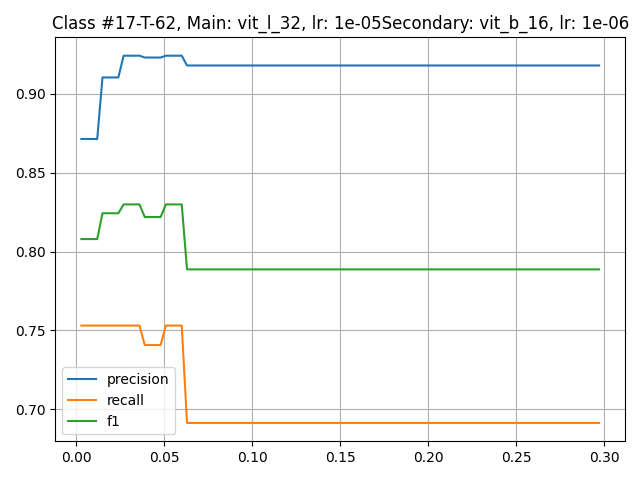 Class #17-T-62, Main: vit_l_32, lr: 1e-05Secondary: vit_b_16, lr: 1e-06
0.90
0.85
0.80
0.75
0.70
precision
recall
f1
0.00 0.05 0.10 0.15 0.20 0.25 0.30